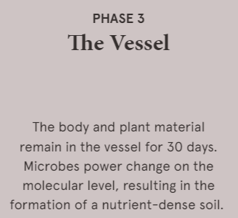 PHASE 3
The Vessel
The body and plant material
remain in the vessel for 30 days.
Microbes power change on the
molecular level, resulting in the
formation of a nutrient-dense soil.